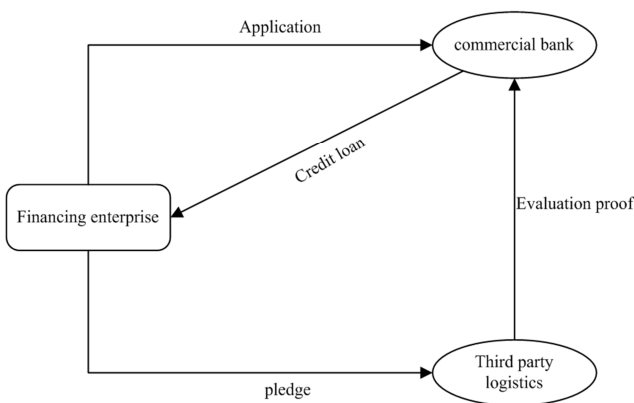 Application
commercial bank
Credit loan
Financing enterprise
Evaluation proof
Third party
logistics
pledge